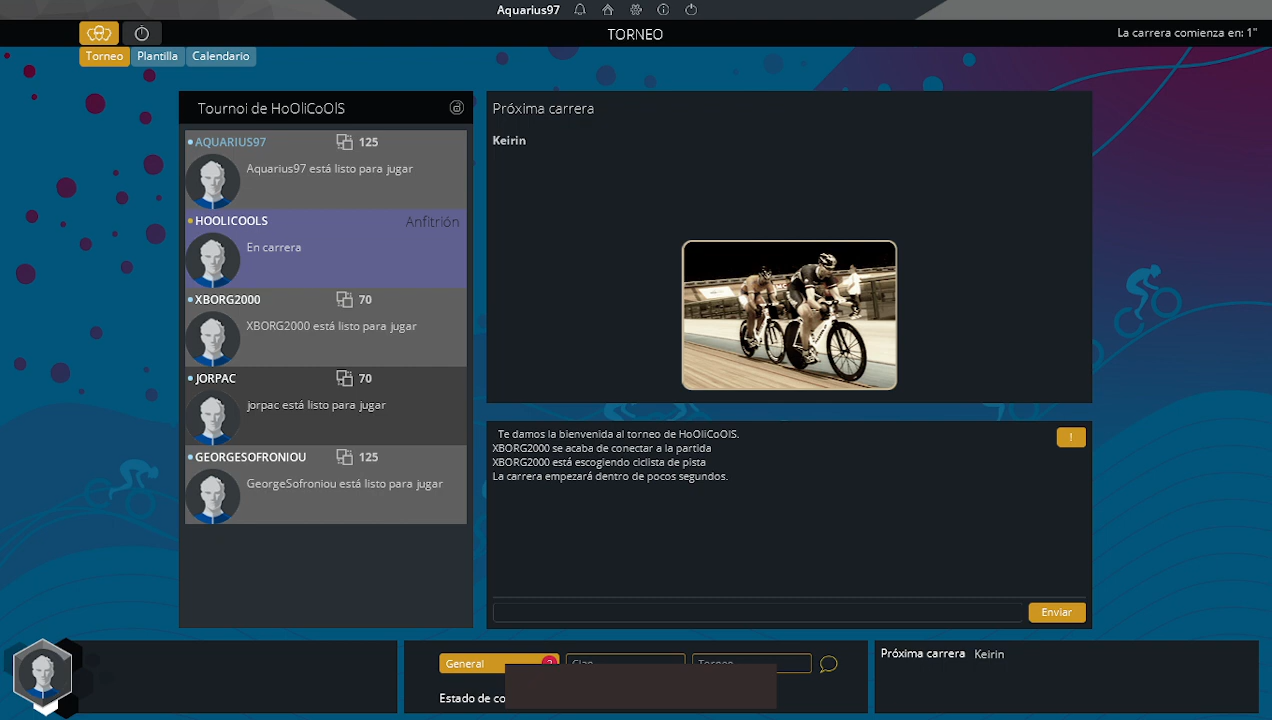 Aquarius97
TORNEO
La carrera comienza en: 1"
Torneo
Plantilla
Calendario
Tournoi de HoOliCoOlS
AQUARIUS97
125
Aquarius97 está listo para jugar
HOOLICOOLS
Anfitrión
En carrera
XBORG2000
70
XBORG2000 está listo para jugar
JORPAC
70
jorpac está listo para jugar
GEORGESOFRONIOU
125
GeorgeSofroniou está listo para jugar
Próxima carrera
Keirin
Te damos la bienvenida al torneo de HoOliCoOlS.
XBORG2000 se acaba de conectar a la partida
XBORG2000 está escogiendo ciclista de pista
La carrera empezará dentro de pocos segundos.
!
Enviar
General
Clan
Torneo
Estado de co
Próxima carrera Keirin